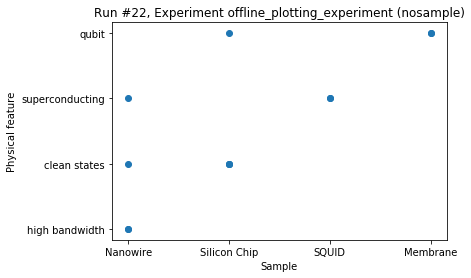 Run #22, Experiment offline_plotting_experiment (nosample)
qubit
superconducting
clean states
high bandwidth
Physical feature
Nanowire Silicon Chip SQUID Membrane
Sample